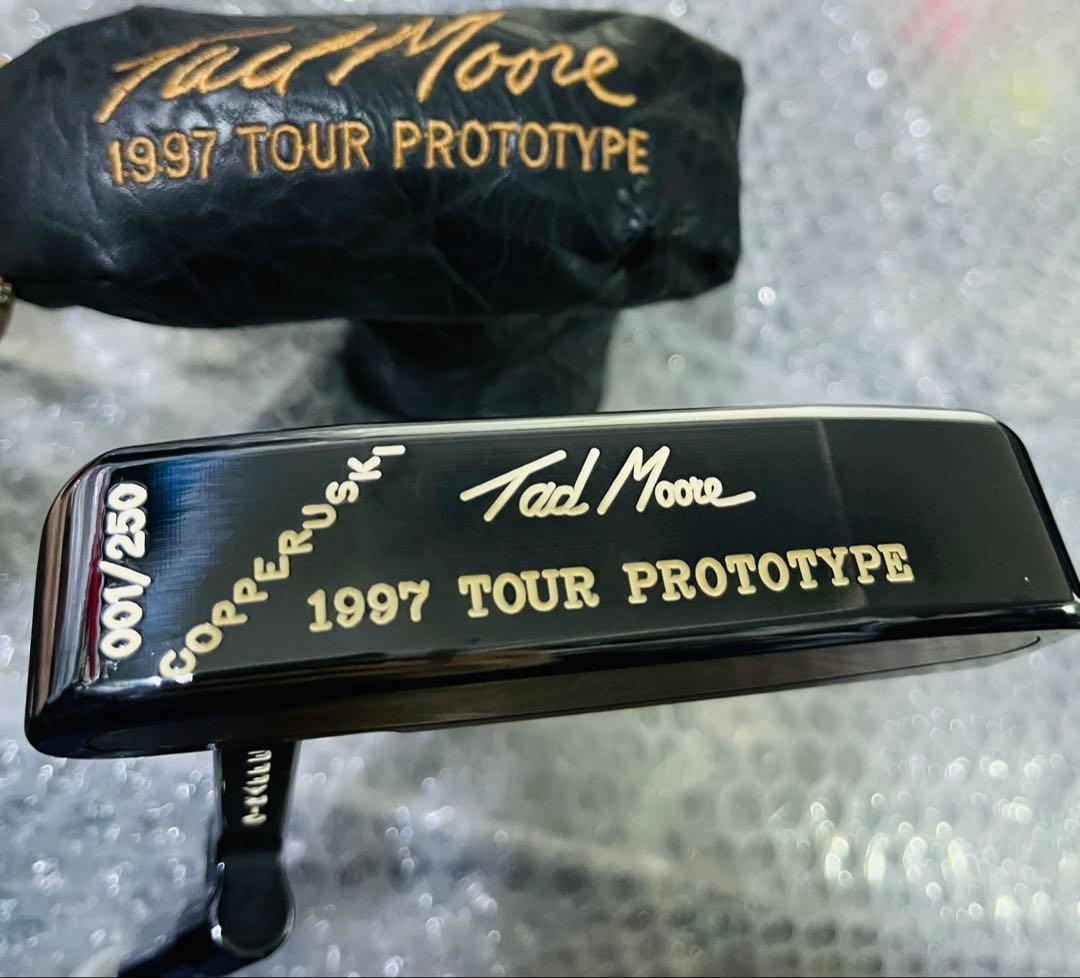 Tad Moore
1997 TOUR PROTOTYPE
001/250
COPPERUSKI
Tad Moore
1997 TOUR PROTOTYPE